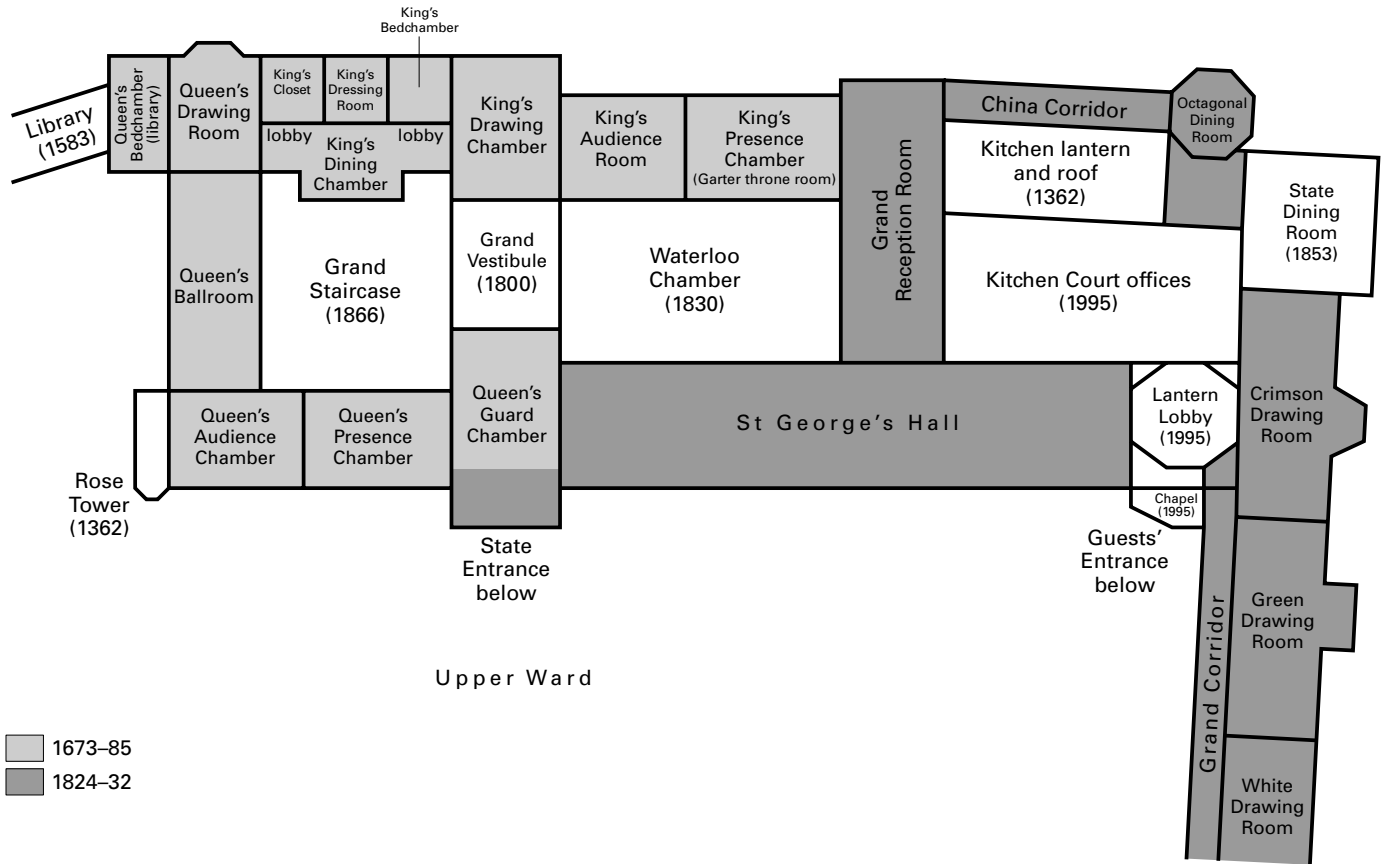 King's
Bedchamber
Library
(1583)
Queen's
Bedchamber
(library)
Queen's
Drawing
Room
King's
Closet
King's
Dressing
Room
lobby
lobby
King's
Dining
Chamber
King's
Drawing
Chamber
King's
Audience
Room
King's
Presence
Chamber
(Garter throne room)
Grand
Reception Room
China Corridor
Octagonal
Dining
Room
Kitchen lantern
and roof
(1362)
State
Dining
Room
(1853)
Queen's
Ballroom
Grand
Staircase
(1866)
Grand
Vestibule
(1800)
Waterloo
Chamber
(1830)
Kitchen Court offices
(1995)
Queen's
Audience
Chamber
Queen's
Presence
Chamber
Queen's
Guard
Chamber
St George's Hall
Lantern
Lobby
(1995)
Crimson
Drawing
Room
Rose
Tower
(1362)
Chapel
(1995)
State
Entrance
below
Guests'
Entrance
below
Grand Corridor
Green
Drawing
Room
Upper Ward
White
Drawing
Room
1673–85
1824–32